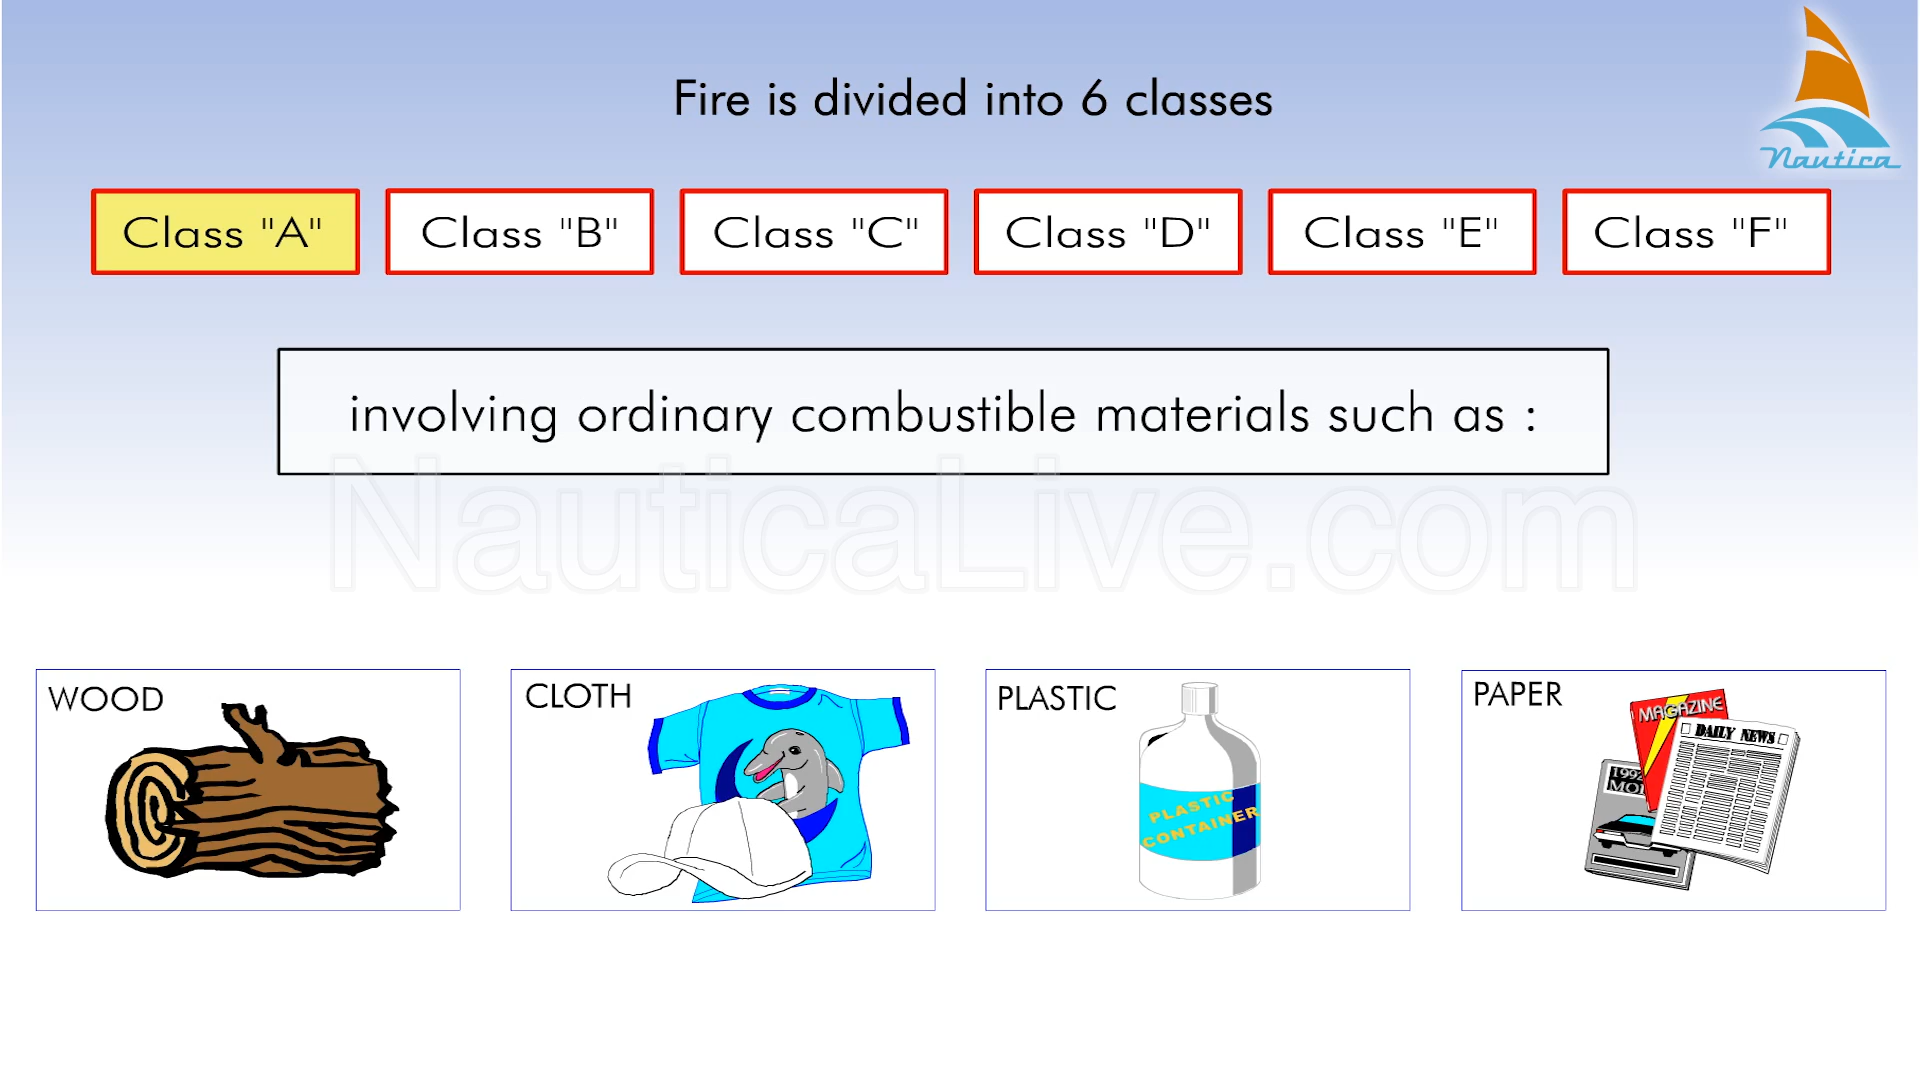 Fire is divided into 6 classes
Nautica
Class "A"
Class "B"
Class "C"
Class "D"
Class "E"
Class "F"
involving ordinary combustible materials such as :
NauticaLive.com
WOOD
CLOTH
PLASTIC
PLASTIC
CONTAINER
PAPER
MAGAZINE
DAILY NEWS
1992